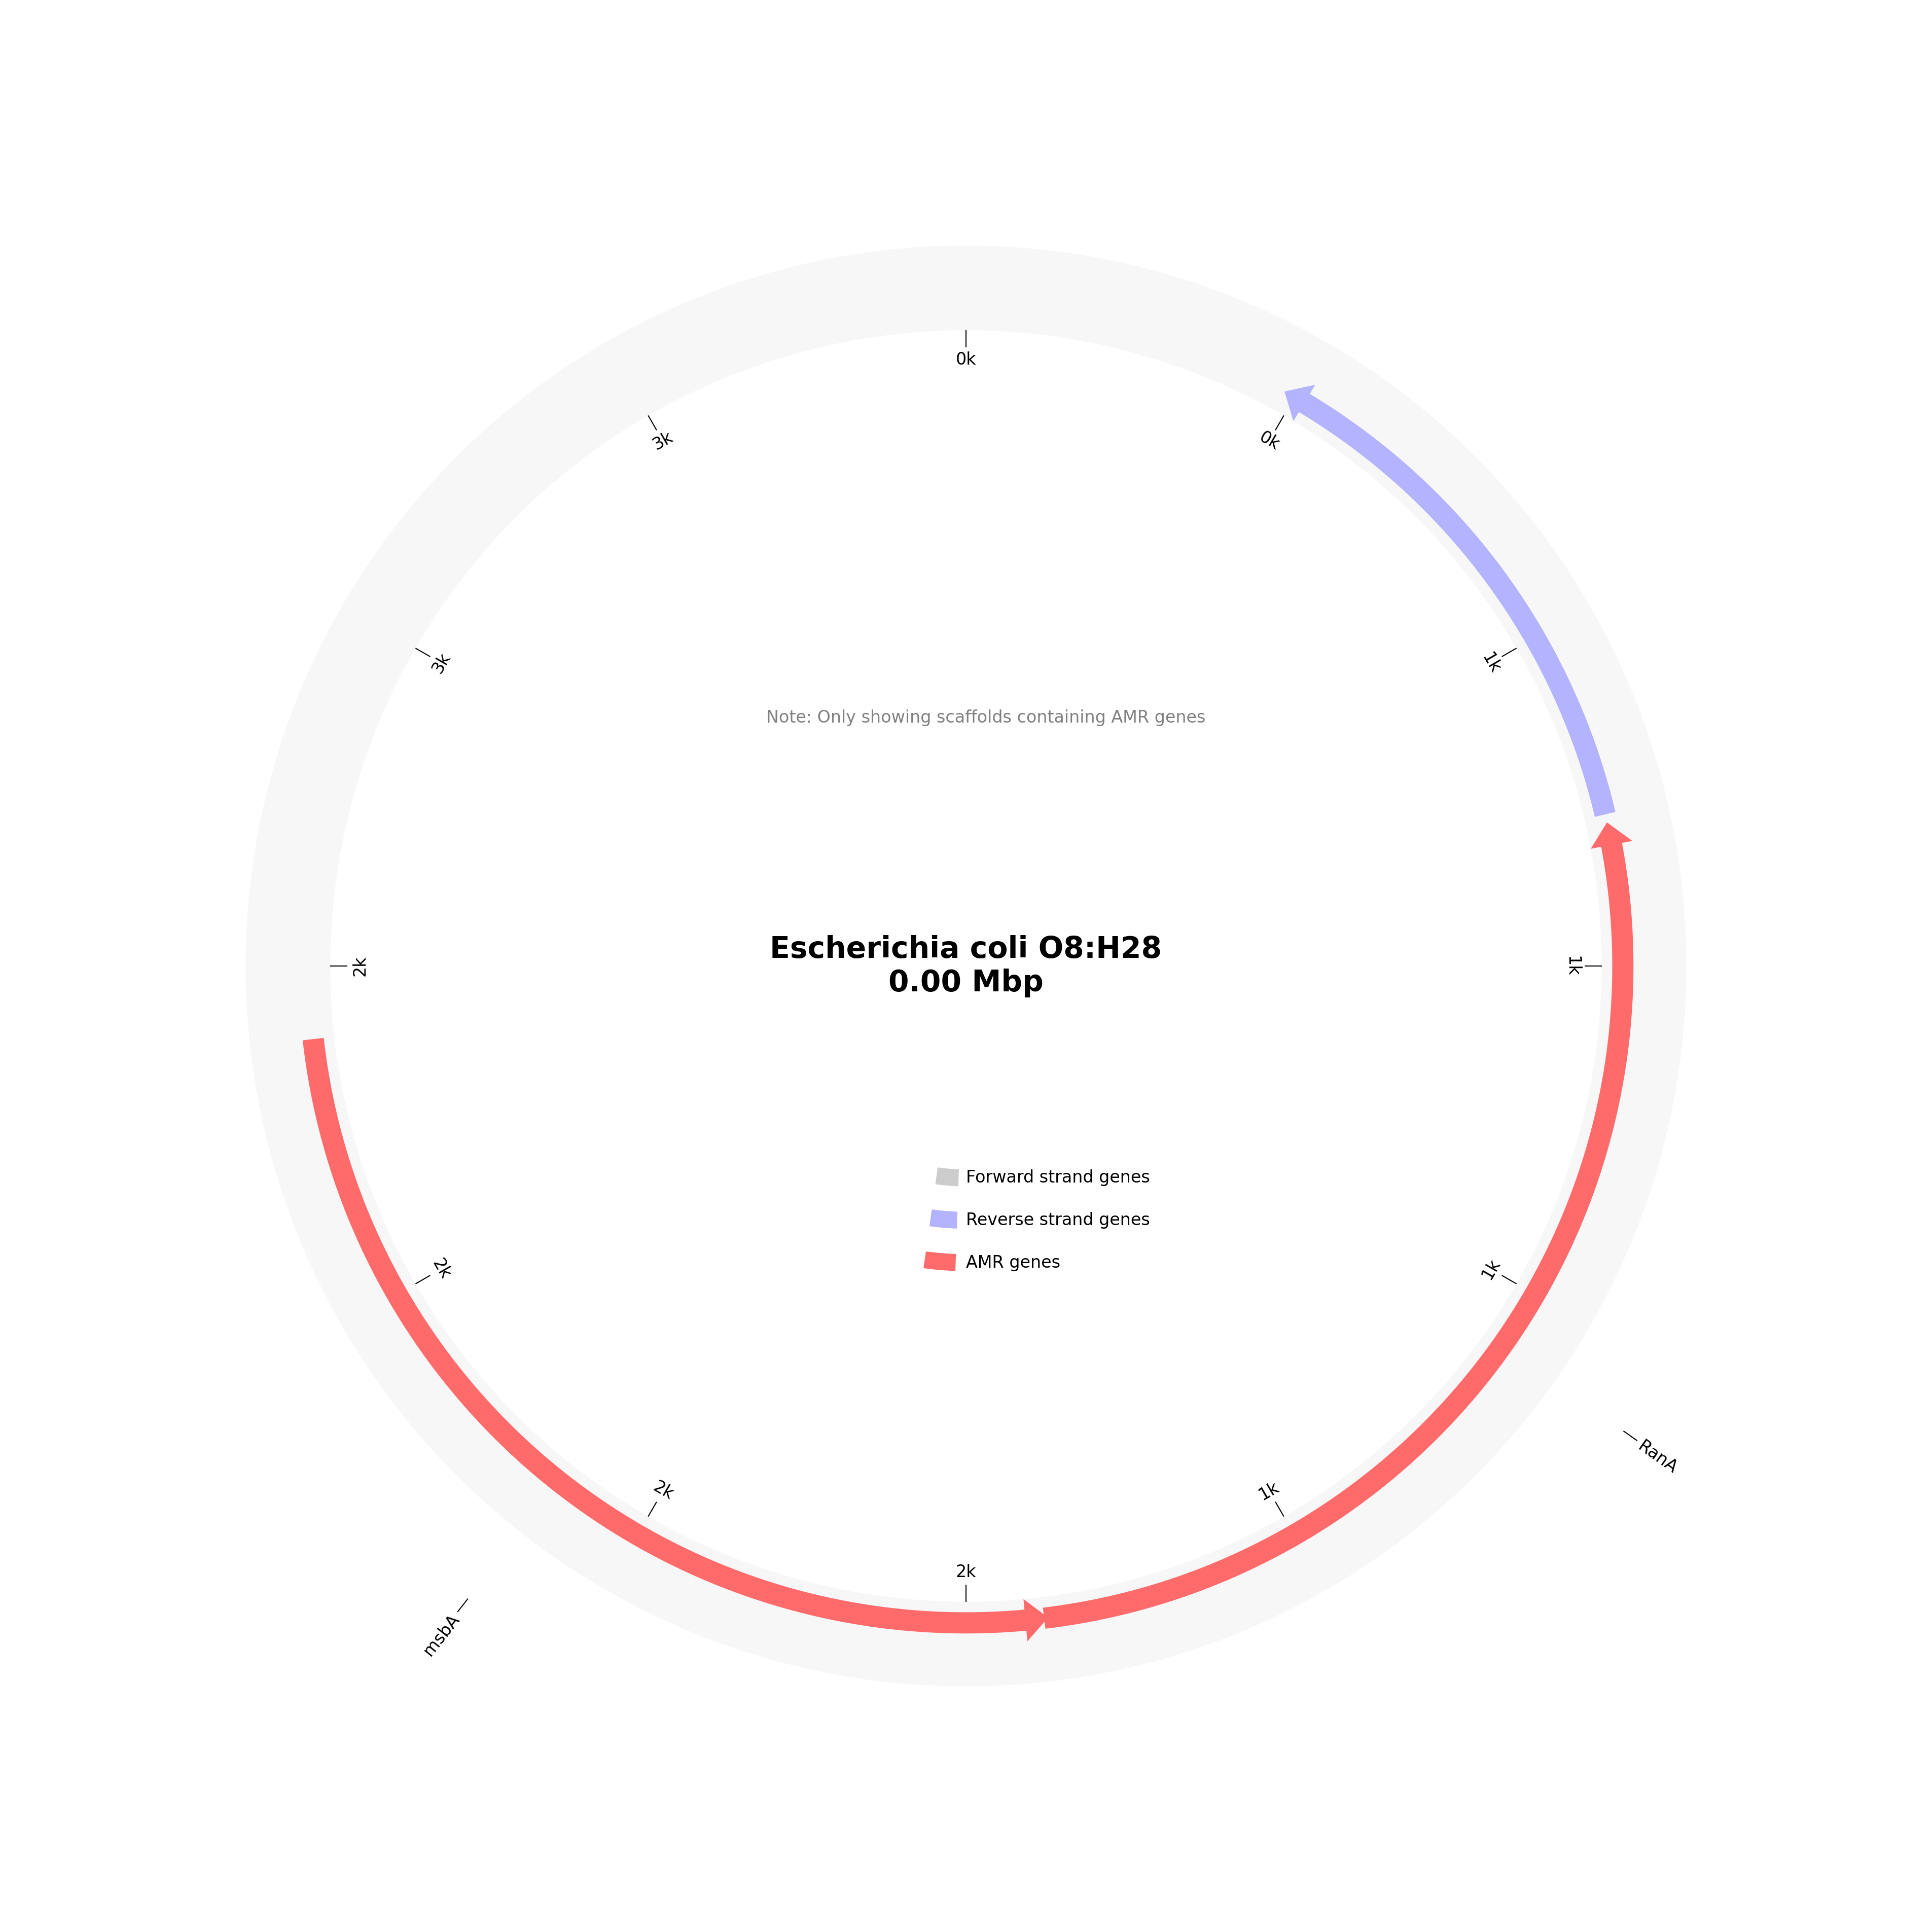 0k
3k
0k
3k
1k
Note: Only showing scaffolds containing AMR genes
Escherichia coli O8:H28
0.00 Mbp
2k
1k
Forward strand genes
Reverse strand genes
AMR genes
2k
1k
RanA
2k
1k
2k
msbA